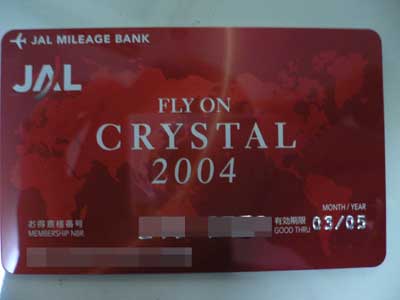 JAL MILEAGE BANK
JAL
FLY ON
CRYSTAL
2004
MONTH / YEAR
お得意様番号
MEMBERSHIP NBR
有効期限
GOOD THRU
03/05